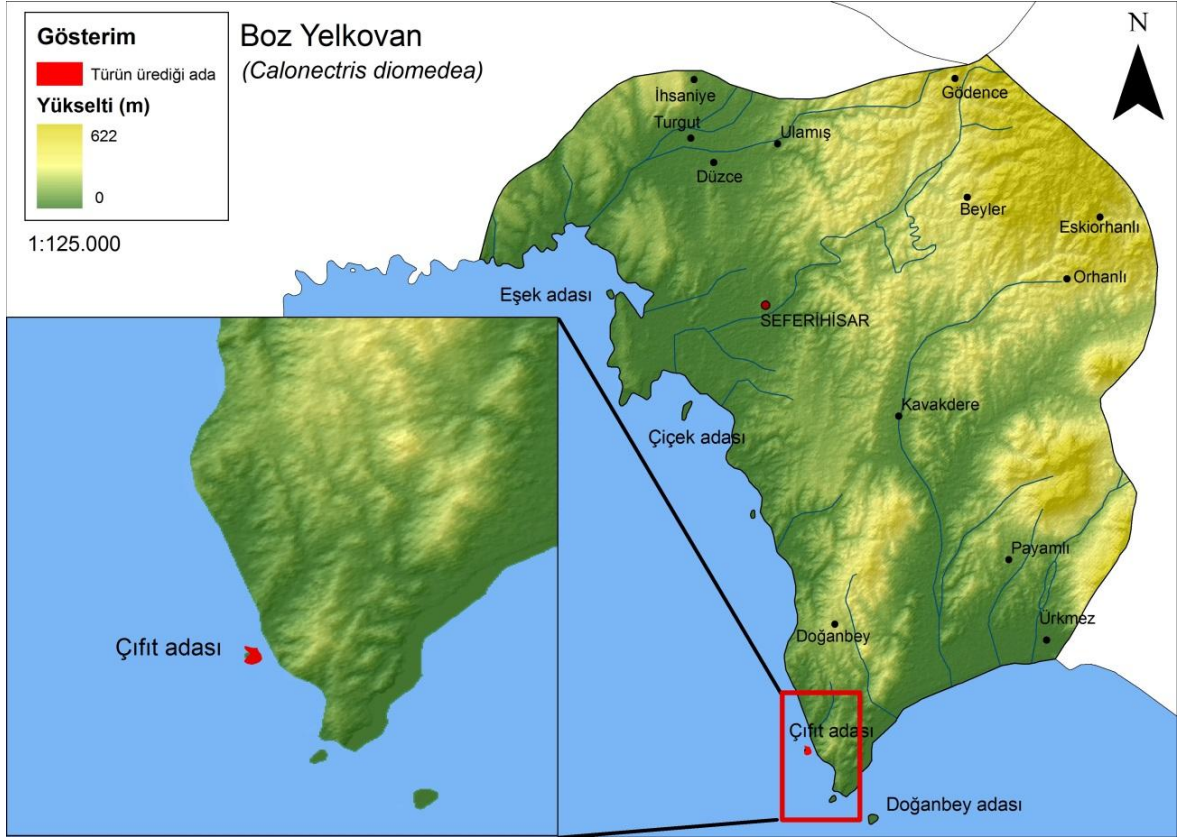 Gösterim
Türün ürediği ada
Yükselti (m)
622
0
1:125.000
Boz Yelkovan
(Calonectris diomedea)
N
İhsaniye
Gödence
Turgut
Ulamış
Düzce
Beyler
Eskiorhanlı
Orhanlı
Eşek adası
SEFERİHİSAR
Kavakdere
Çiçek adası
Payamlı
Ürkmez
Doğanbey
Çıfıt adası
Çıfıt adası
Doğanbey adası